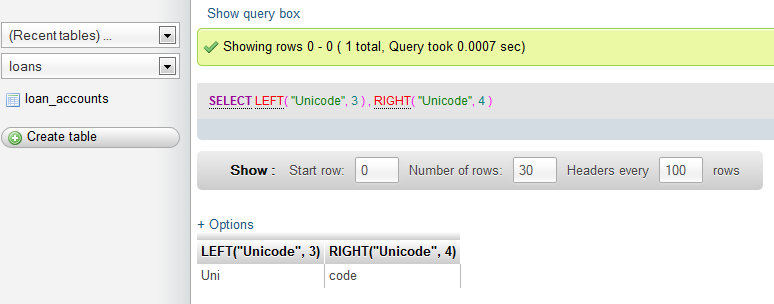 Show query box
(Recent tables) ...
Showing rows 0 - 0 ( 1 total, Query took 0.0007 sec)
loans
loan_accounts
SELECT LEFT( "Unicode", 3 ) , RIGHT( "Unicode", 4 )
Create table
Show : Start row: 0 Number of rows: 30 Headers every 100 rows
+ Options
LEFT("Unicode", 3) RIGHT("Unicode", 4)
Uni code